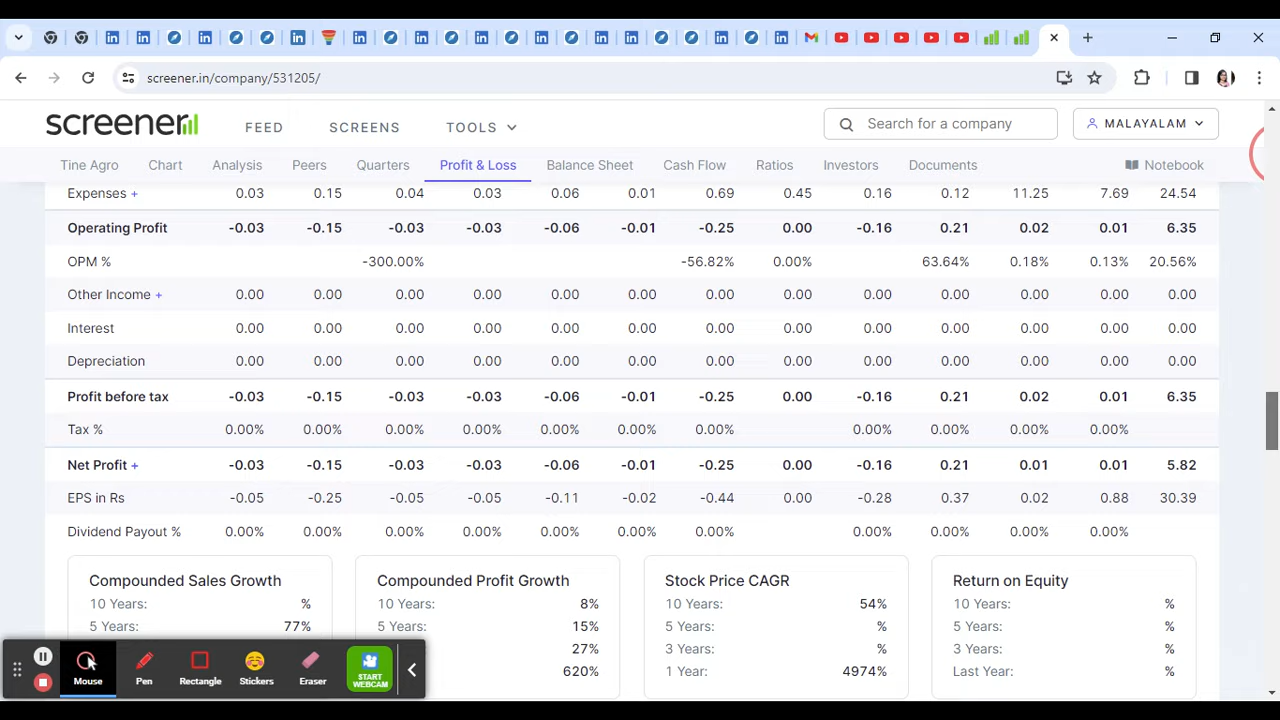 screener.in/company/531205/
screener FEED SCREENS TOOLS Search for a company MALAYALAM
Tine Agro Chart Analysis Peers Quarters Profit & Loss Balance Sheet Cash Flow Ratios Investors Documents Notebook
Expenses + 0.03 0.15 0.04 0.03 0.06 0.01 0.69 0.45 0.16 0.12 11.25 7.69 24.54
Operating Profit -0.03 -0.15 -0.03 -0.03 -0.06 -0.01 -0.25 0.00 -0.16 0.21 0.02 0.01 6.35
OPM % -300.00% -56.82% 0.00% 63.64% 0.18% 0.13% 20.56%
Other Income + 0.00 0.00 0.00 0.00 0.00 0.00 0.00 0.00 0.00 0.00 0.00 0.00 0.00
Interest 0.00 0.00 0.00 0.00 0.00 0.00 0.00 0.00 0.00 0.00 0.00 0.00 0.00
Depreciation 0.00 0.00 0.00 0.00 0.00 0.00 0.00 0.00 0.00 0.00 0.00 0.00 0.00
Profit before tax -0.03 -0.15 -0.03 -0.03 -0.06 -0.01 -0.25 0.00 -0.16 0.21 0.02 0.01 6.35
Tax % 0.00% 0.00% 0.00% 0.00% 0.00% 0.00% 0.00% 0.00% 0.00% 0.00% 0.00%
Net Profit + -0.03 -0.15 -0.03 -0.03 -0.06 -0.01 -0.25 0.00 -0.16 0.21 0.01 0.01 5.82
EPS in Rs -0.05 -0.25 -0.05 -0.05 -0.11 -0.02 -0.44 0.00 -0.28 0.37 0.02 0.88 30.39
Dividend Payout % 0.00% 0.00% 0.00% 0.00% 0.00% 0.00% 0.00% 0.00% 0.00% 0.00% 0.00%
Compounded Sales Growth Compounded Profit Growth Stock Price CAGR Return on Equity
10 Years: % 10 Years: 8% 10 Years: 54% 10 Years: %
5 Years: 77% 5 Years: 15% 5 Years: % 5 Years: %
27% 3 Years: % 3 Years: %
620% 1 Year: 4974% Last Year: %
Mouse Pen Rectangle Stickers Eraser START WEBCAM